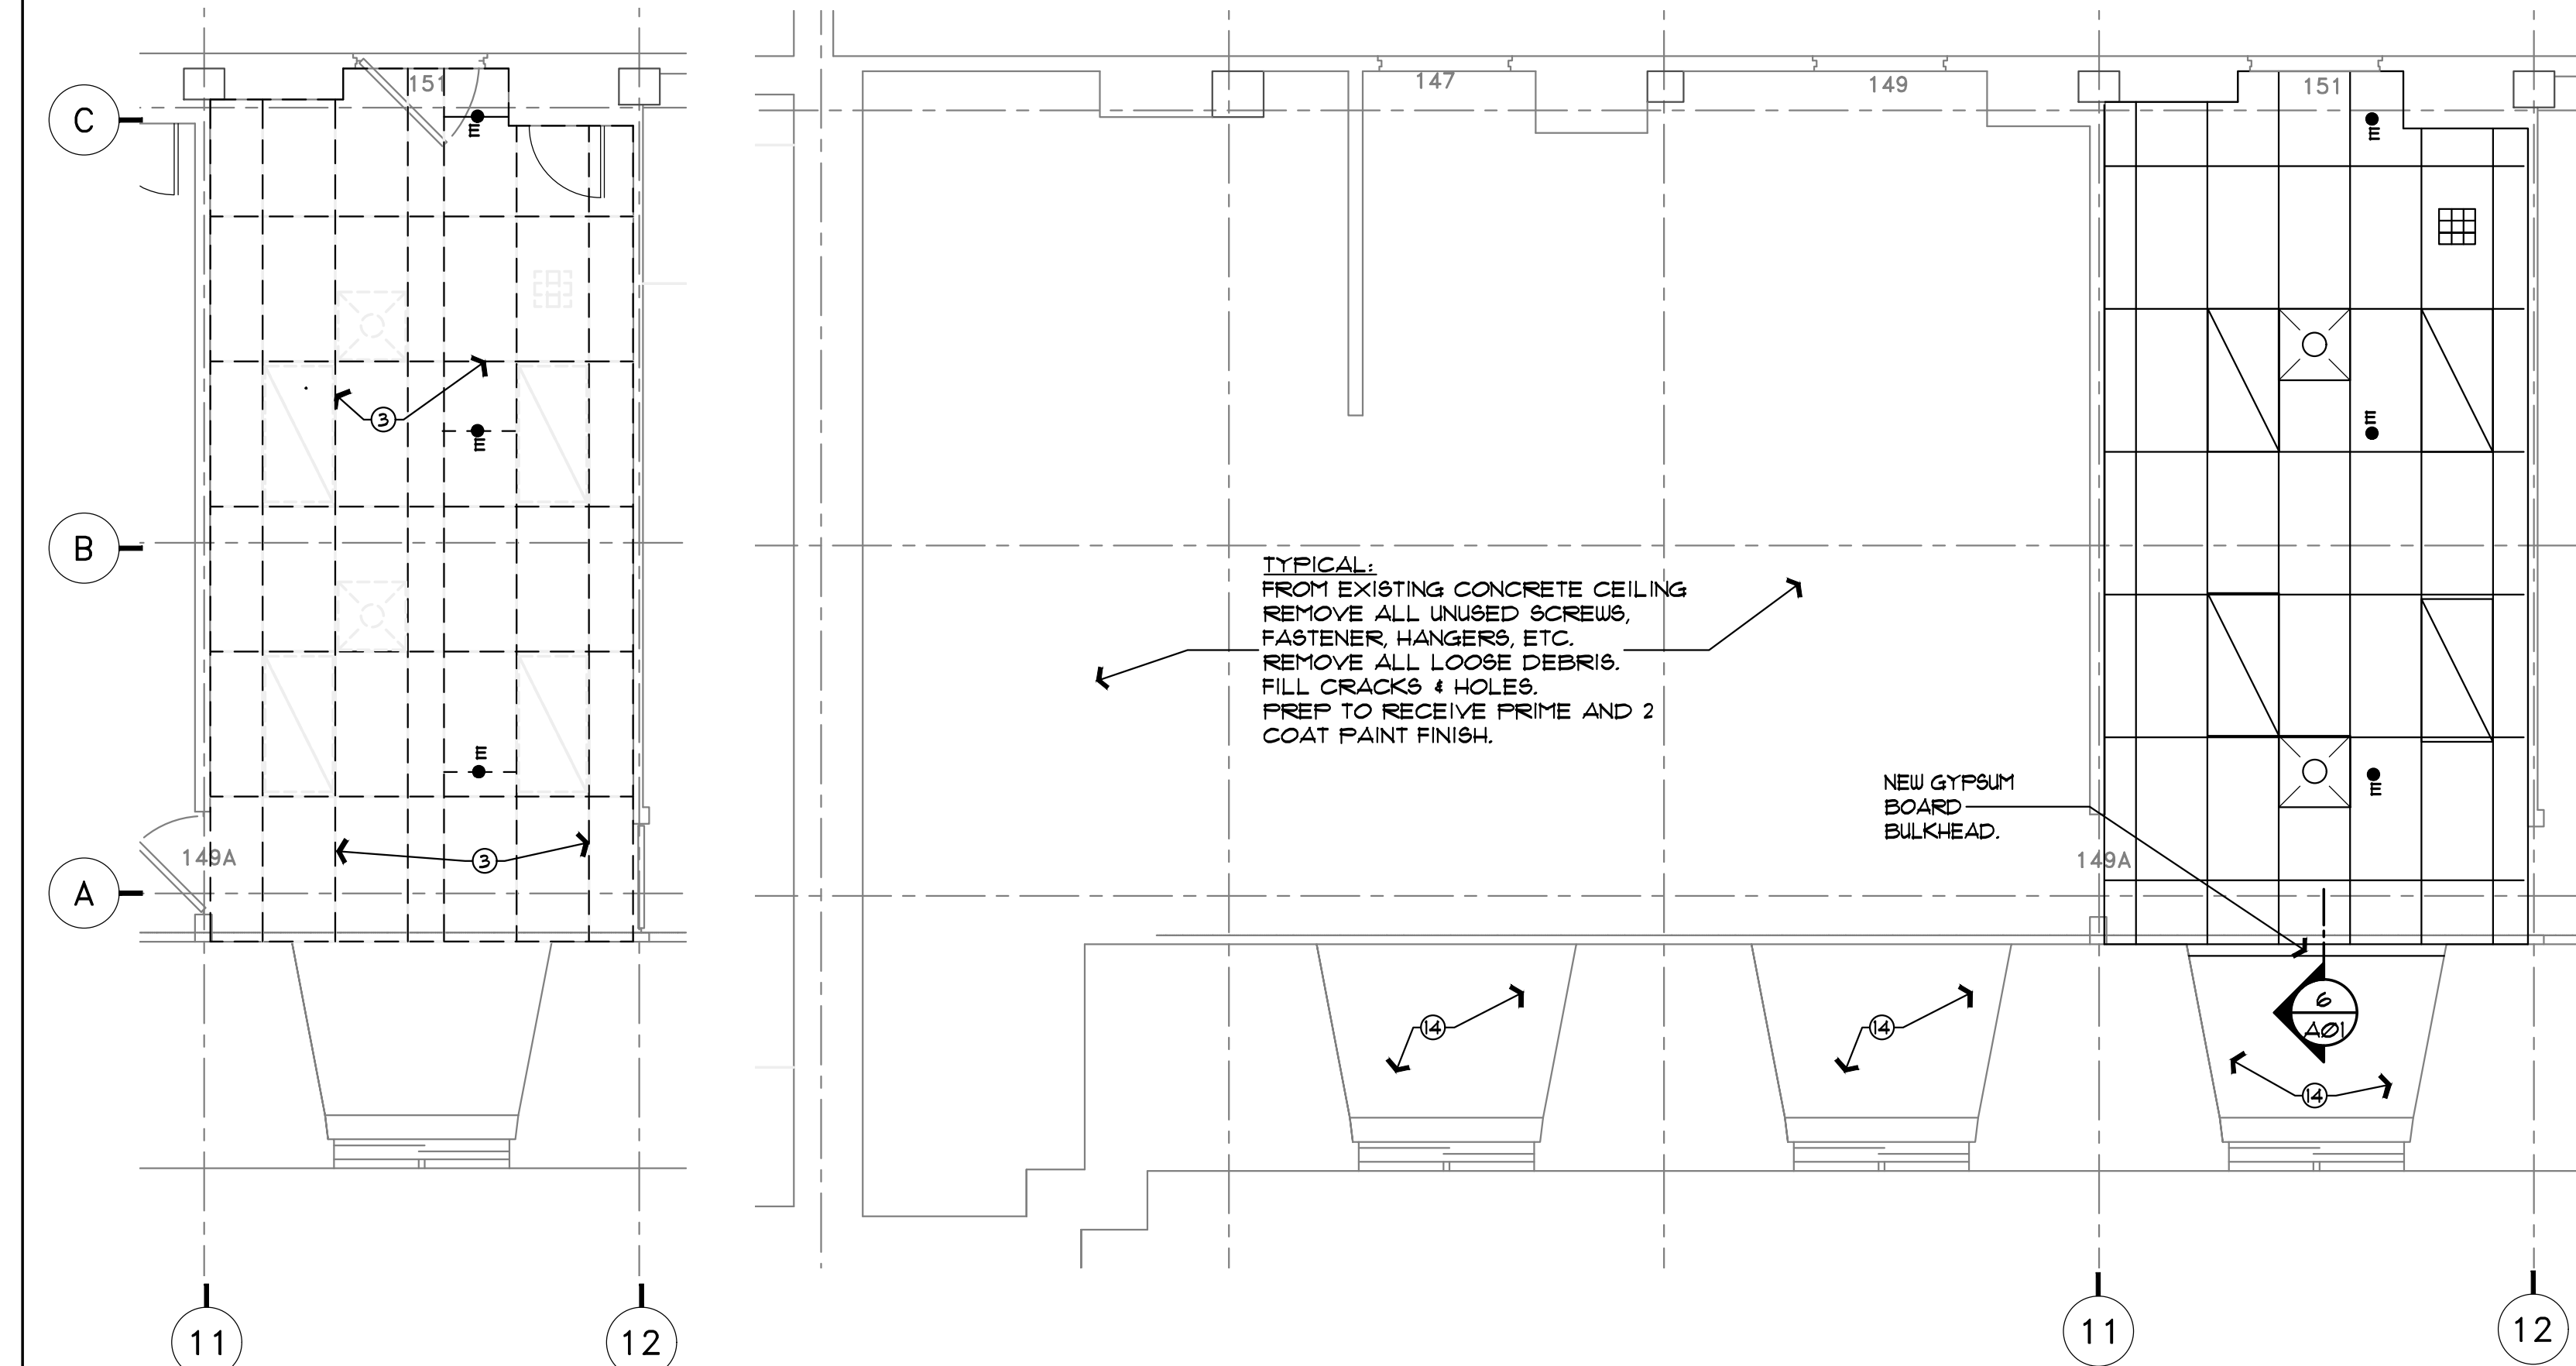 C
B
A
151
E
3
E
E
149A
3
11
12
147
149
151
E
E
E
TYPICAL:
FROM EXISTING CONCRETE CEILING
REMOVE ALL UNUSED SCREWS,
FASTENER, HANGERS, ETC.
REMOVE ALL LOOSE DEBRIS.
FILL CRACKS & HOLES.
PREP TO RECEIVE PRIME AND 2
COAT PAINT FINISH.
NEW GYPSUM
BOARD
BULKHEAD.
149A
14
14
6
AØ1
14
11
12